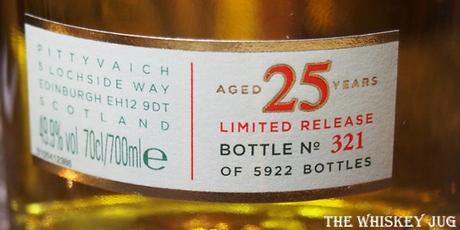 PITTYVAICH
5 LOCHSIDE WAY
EDINBURGH EH12 9DT
SCOTLAND
49.9% vol 70cl/700ml e
AGED 25 YEARS
LIMITED RELEASE
BOTTLE Nº 321
OF 5922 BOTTLES
THE WHISKEY JUG